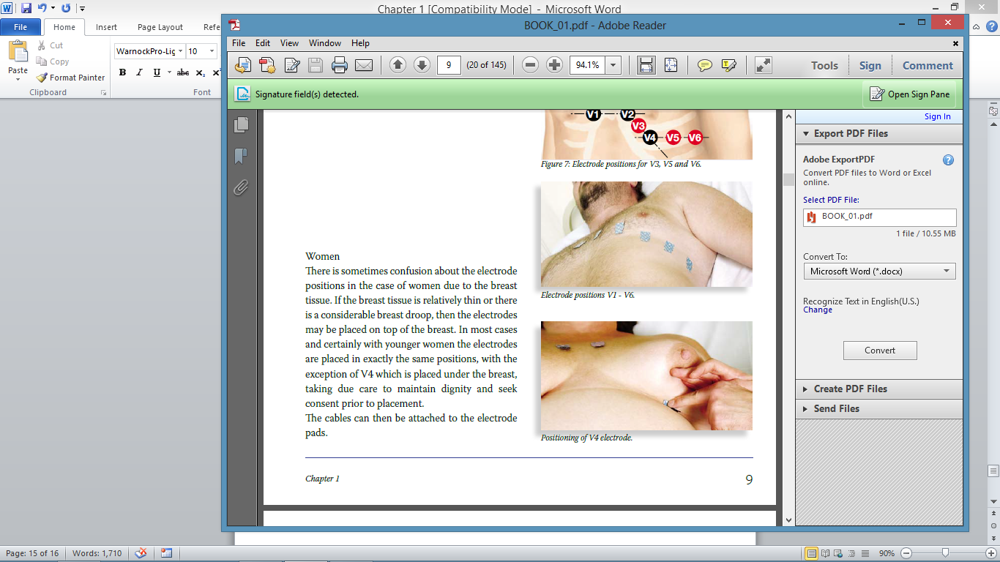 Chapter 1 [Compatibility Mode] - Microsoft Word
File Home Insert Page Layout Refe
Cut
Copy
Format Painter
Paste
Clipboard
WarnockPro-Lig 10
B I U abc X₂ X
Font
BOOK_01.pdf - Adobe Reader
File Edit View Window Help
9 (20 of 145) 94.1% Tools Sign Comment
Signature field(s) detected.
Open Sign Pane
V1 V2
V3
V4 V5 V6
Figure 7: Electrode positions for V3, V5 and V6.
Electrode positions V1 - V6.
Women
There is sometimes confusion about the electrode
positions in the case of women due to the breast
tissue. If the breast tissue is relatively thin or there
is a considerable breast droop, then the electrodes
may be placed on top of the breast. In most cases
and certainly with younger women the electrodes
are placed in exactly the same positions, with the
exception of V4 which is placed under the breast,
taking due care to maintain dignity and seek
consent prior to placement.
The cables can then be attached to the electrode
pads.
Positioning of V4 electrode.
Chapter 1
9
Sign In
Export PDF Files
Adobe ExportPDF
Convert PDF files to Word or Excel
online.
Select PDF File:
BOOK_01.pdf
1 file / 10.55 MB
Convert To:
Microsoft Word (*.docx)
Recognize Text in English(U.S.)
Change
Convert
Create PDF Files
Send Files
Page: 15 of 16 Words: 1,710
90%